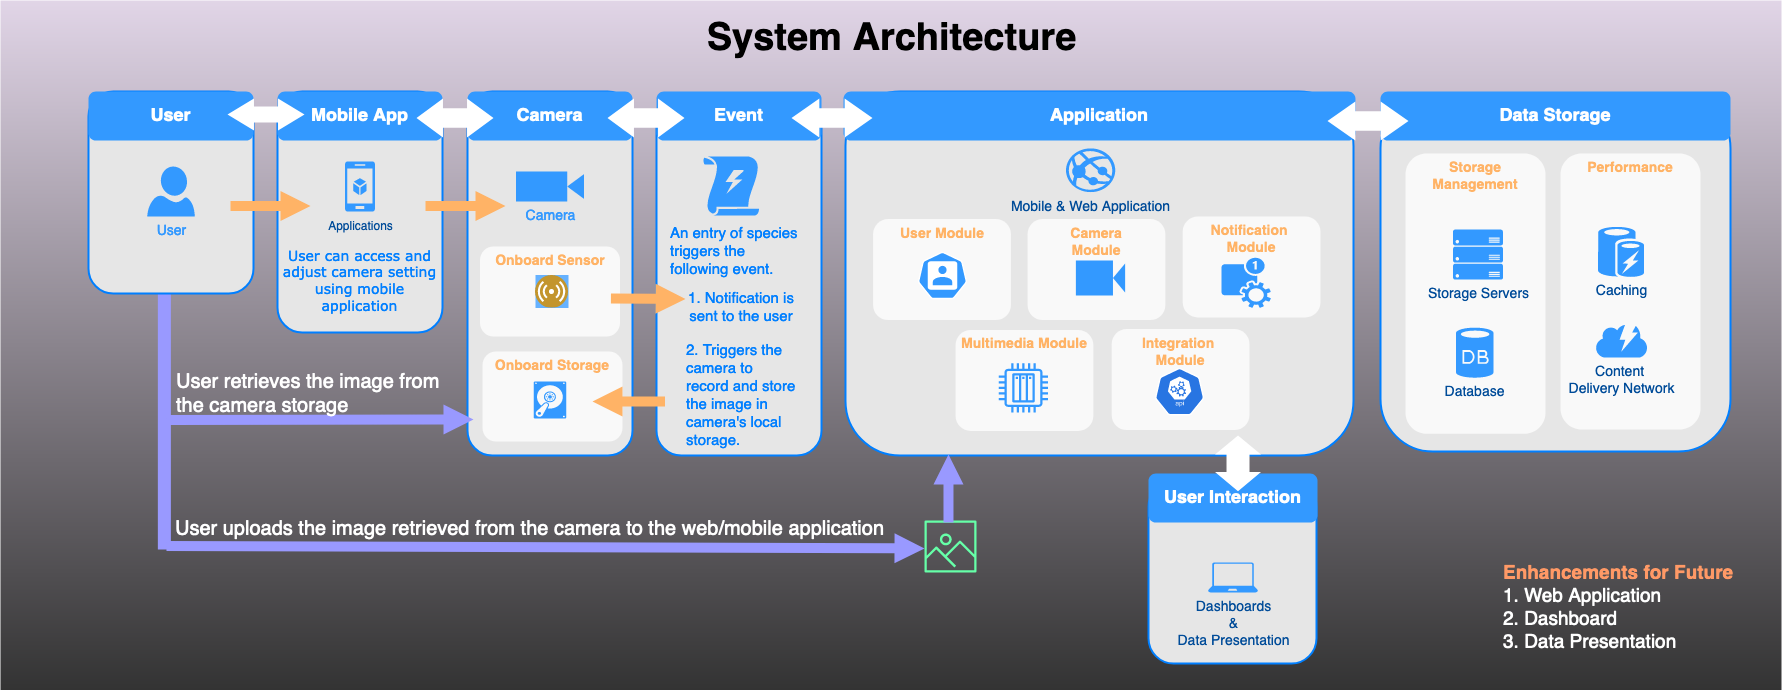 System Architecture
User
Mobile App
Camera
Event
Application
Data Storage
User
Applications
User can access and
adjust camera setting
using mobile
application
Camera
Onboard Sensor
Onboard Storage
An entry of species
triggers the
following event.
1. Notification is
sent to the user
2. Triggers the
camera to
record and store
the image in
camera's local
storage.
Mobile & Web Application
User Module
Camera
Module
Notification
Module
1
Multimedia Module
Integration
Module
api
Storage
Management
Storage Servers
DB
Database
Performance
Caching
Content
Delivery Network
User retrieves the image from
the camera storage
User uploads the image retrieved from the camera to the web/mobile application
User Interaction
Dashboards
&
Data Presentation
Enhancements for Future
1. Web Application
2. Dashboard
3. Data Presentation